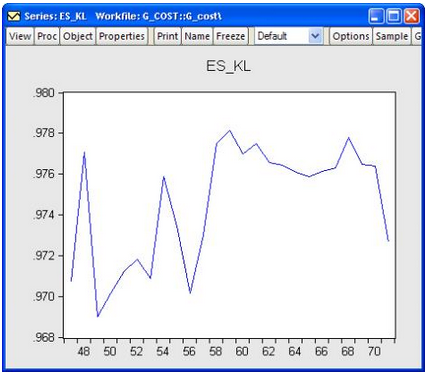 Series: ES_KL Workfile: G_COST::G_cost\
View Proc Object Properties Print Name Freeze Default Options Sample G
ES_KL
.980
.978
.976
.974
.972
.970
.968
48 50 52 54 56 58 60 62 64 66 68 70